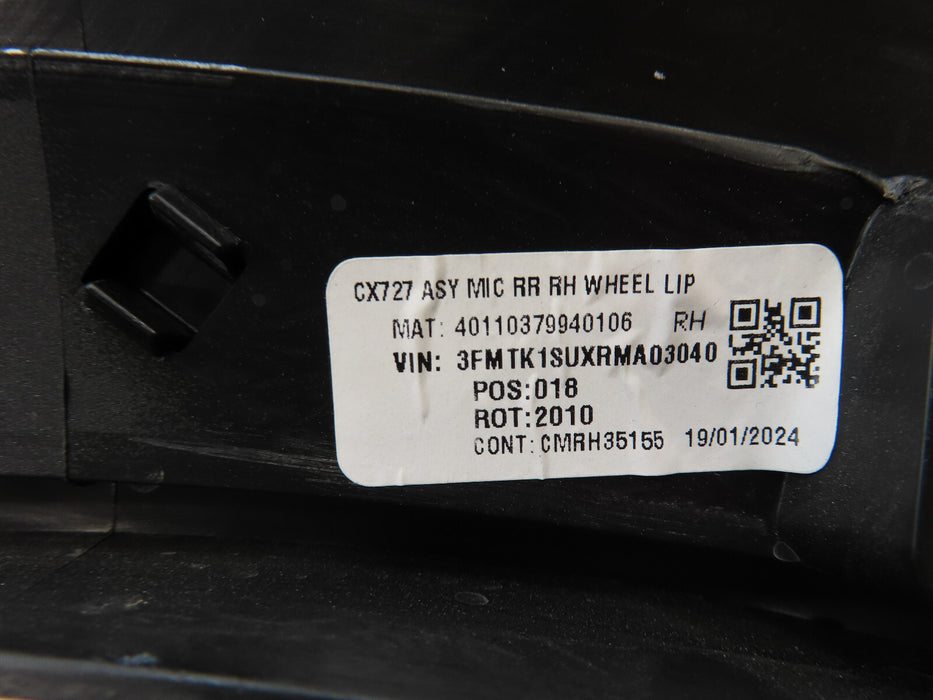 CX727 ASY MIC RR RH WHEEL LIP
MAT: 40110379940106 RH
VIN: 3FMTK1SUXRMA03040
POS:018
ROT:2010
CONT: CMRH35155 19/01/2024